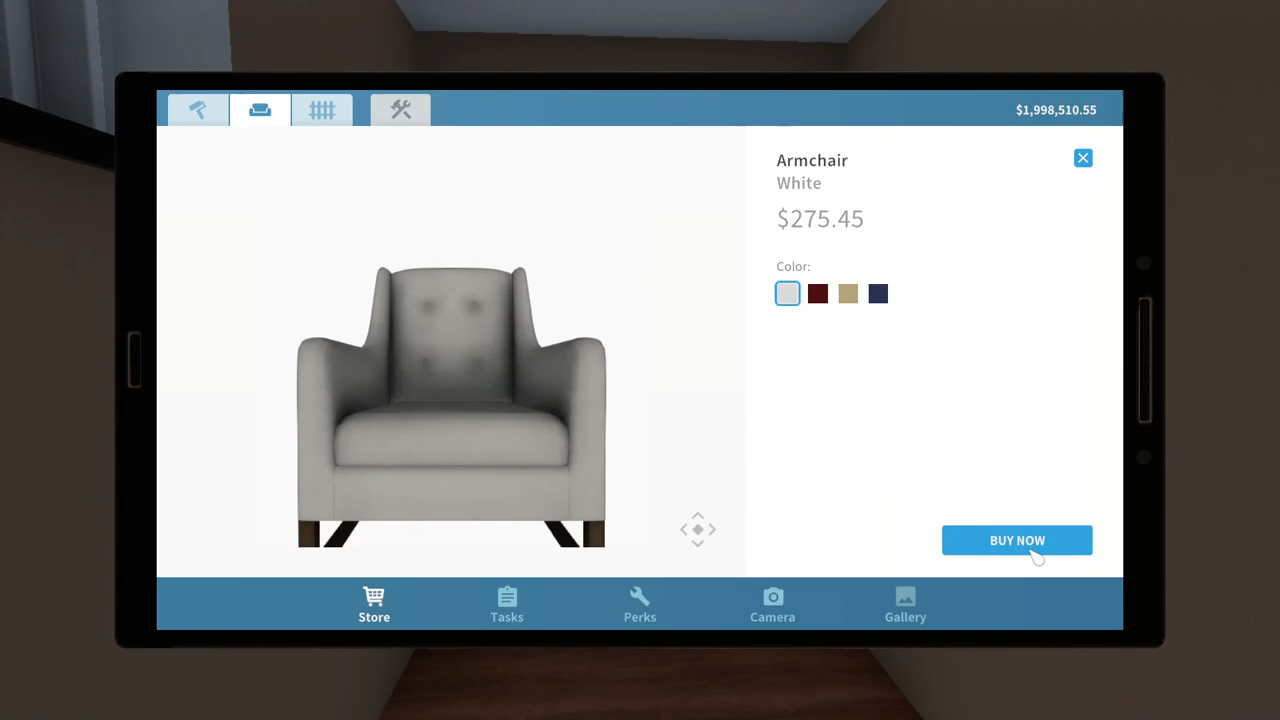 $1,998,510.55
Armchair
White
$275.45
Color:
BUY NOW
Store
Tasks
Perks
Camera
Gallery